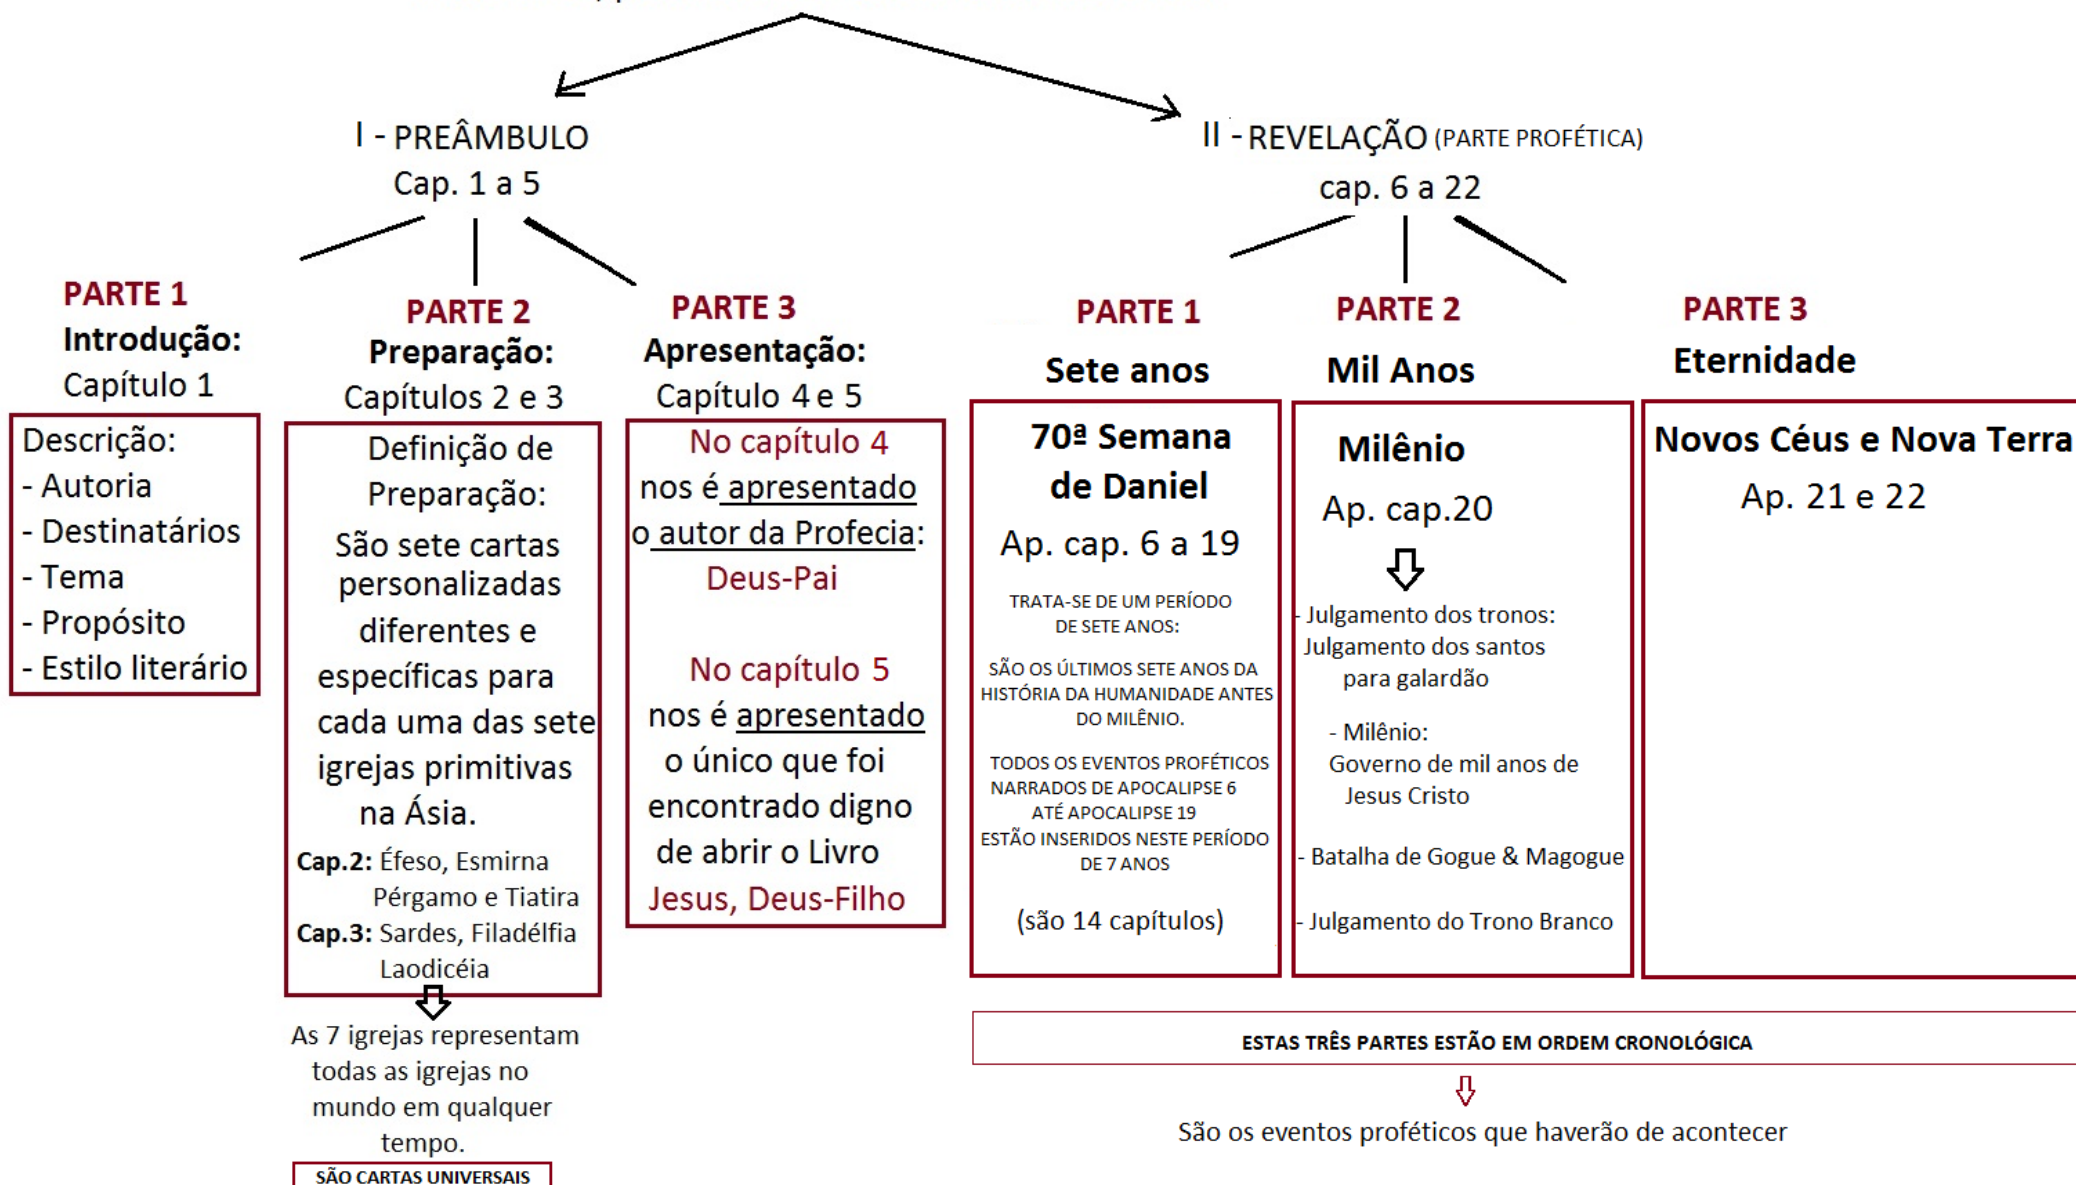 I - PREÂMBULO
Cap. 1 a 5
II - REVELAÇÃO (PARTE PROFÉTICA)
cap. 6 a 22
PARTE 1
Introdução:
Capítulo 1
Descrição:
- Autoria
- Destinatários
- Tema
- Propósito
- Estilo literário
PARTE 2
Preparação:
Capítulos 2 e 3
Definição de
Preparação:
São sete cartas
personalizadas
diferentes e
específicas para
cada uma das sete
igrejas primitivas
na Ásia.
Cap.2: Éfeso, Esmirna
Pérgamo e Tiatira
Cap.3: Sardes, Filadélfia
Laodicéia
As 7 igrejas representam
todas as igrejas no
mundo em qualquer
tempo.
SÃO CARTAS UNIVERSAIS
PARTE 3
Apresentação:
Capítulo 4 e 5
No capítulo 4
nos é apresentado
o autor da Profecia:
Deus-Pai
No capítulo 5
nos é apresentado
o único que foi
encontrado digno
de abrir o Livro
Jesus, Deus-Filho
PARTE 1
Sete anos
70ª Semana
de Daniel
Ap. cap. 6 a 19
TRATA-SE DE UM PERÍODO
DE SETE ANOS:
SÃO OS ÚLTIMOS SETE ANOS DA
HISTÓRIA DA HUMANIDADE ANTES
DO MILÊNIO.
TODOS OS EVENTOS PROFÉTICOS
NARRADOS DE APOCALIPSE 6
ATÉ APOCALIPSE 19
ESTÃO INSERIDOS NESTE PERÍODO
DE 7 ANOS
(são 14 capítulos)
PARTE 2
Mil Anos
Milênio
Ap. cap.20
- Julgamento dos tronos:
Julgamento dos santos
para galardão
- Milênio:
Governo de mil anos de
Jesus Cristo
- Batalha de Gogue & Magogue
- Julgamento do Trono Branco
PARTE 3
Eternidade
Novos Céus e Nova Terra
Ap. 21 e 22
ESTAS TRÊS PARTES ESTÃO EM ORDEM CRONOLÓGICA
São os eventos proféticos que haverão de acontecer